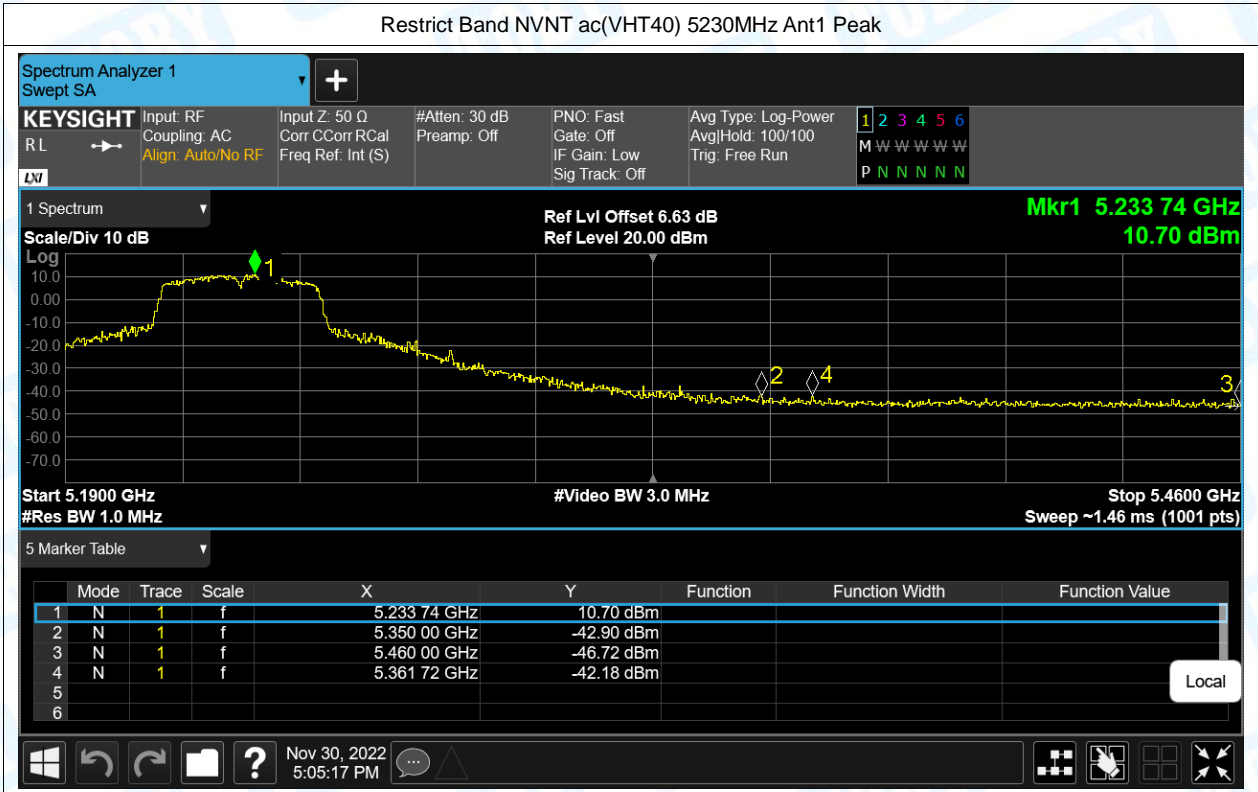 Restrict Band NVNT ac(VHT40) 5230MHz Ant1 Peak
Spectrum Analyzer 1
Swept SA
+
KEYSIGHT Input: RF Input Z: 50 Ω #Atten: 30 dB PNO: Fast Avg Type: Log-Power 1 2 3 4 5 6
R L Coupling: AC Corr CCorr RCal Preamp: Off Gate: Off Avg|Hold: 100/100 M W W W W W
Align: Auto/No RF Freq Ref: Int (S) IF Gain: Low Trig: Free Run
LXI Sig Track: Off P N N N N N
1 Spectrum Ref Lvl Offset 6.63 dB Mkr1 5.233 74 GHz
Scale/Div 10 dB Ref Level 20.00 dBm 10.70 dBm
Log
1
10.0
0.00
-10.0
-20.0
-30.0
2 4 3
-40.0
-50.0
-60.0
-70.0
Start 5.1900 GHz #Video BW 3.0 MHz Stop 5.4600 GHz
#Res BW 1.0 MHz Sweep ~1.46 ms (1001 pts)
5 Marker Table
Mode Trace Scale X Y Function Function Width Function Value
1 N 1 f 5.233 74 GHz 10.70 dBm
2 N 1 f 5.350 00 GHz -42.90 dBm
3 N 1 f 5.460 00 GHz -46.72 dBm
4 N 1 f 5.361 72 GHz -42.18 dBm
5
6
Local
? Nov 30, 2022
5:05:17 PM